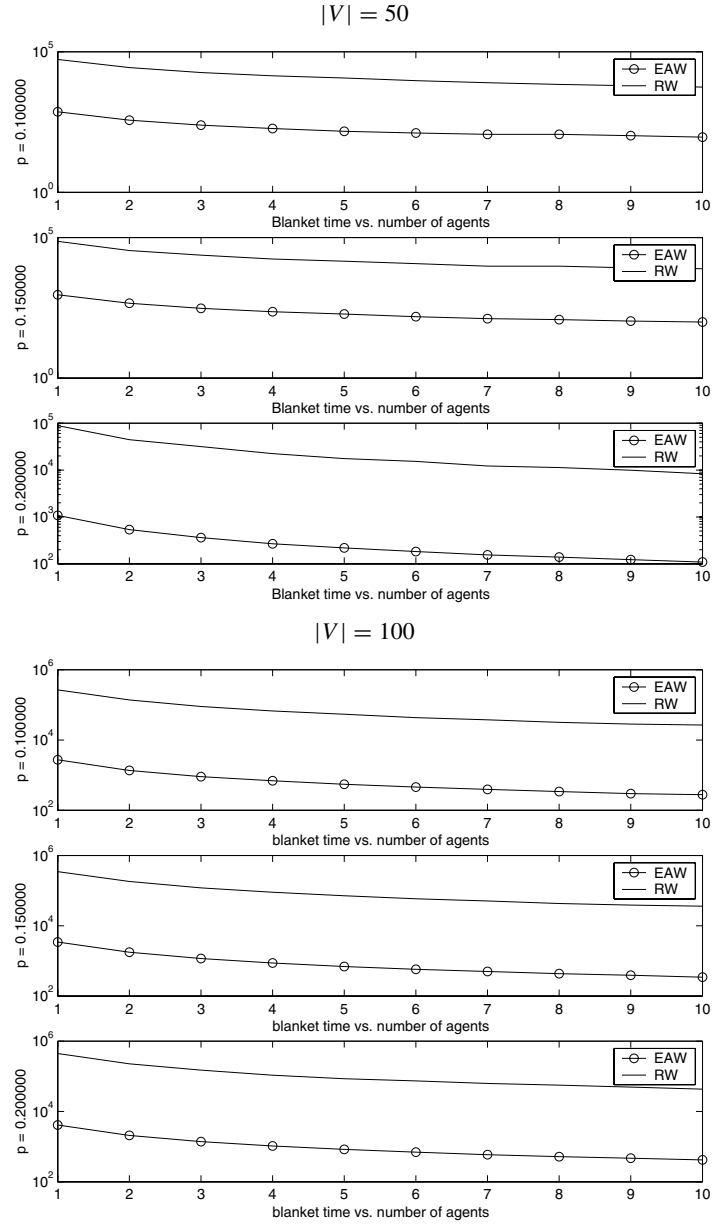 |V| = 50
10^5
EAW
RW
p = 0.100000
10^0
1 2 3 4 5 6 7 8 9 10
Blanket time vs. number of agents
10^5
EAW
RW
p = 0.150000
10^0
1 2 3 4 5 6 7 8 9 10
Blanket time vs. number of agents
10^5
EAW
RW
10^4
p = 0.200000
10^3
10^2
1 2 3 4 5 6 7 8 9 10
Blanket time vs. number of agents
|V| = 100
10^6
EAW
RW
p = 0.100000
10^4
10^2
1 2 3 4 5 6 7 8 9 10
blanket time vs. number of agents
10^6
EAW
RW
p = 0.150000
10^4
10^2
1 2 3 4 5 6 7 8 9 10
blanket time vs. number of agents
10^6
EAW
RW
p = 0.200000
10^4
10^2
1 2 3 4 5 6 7 8 9 10
blanket time vs. number of agents